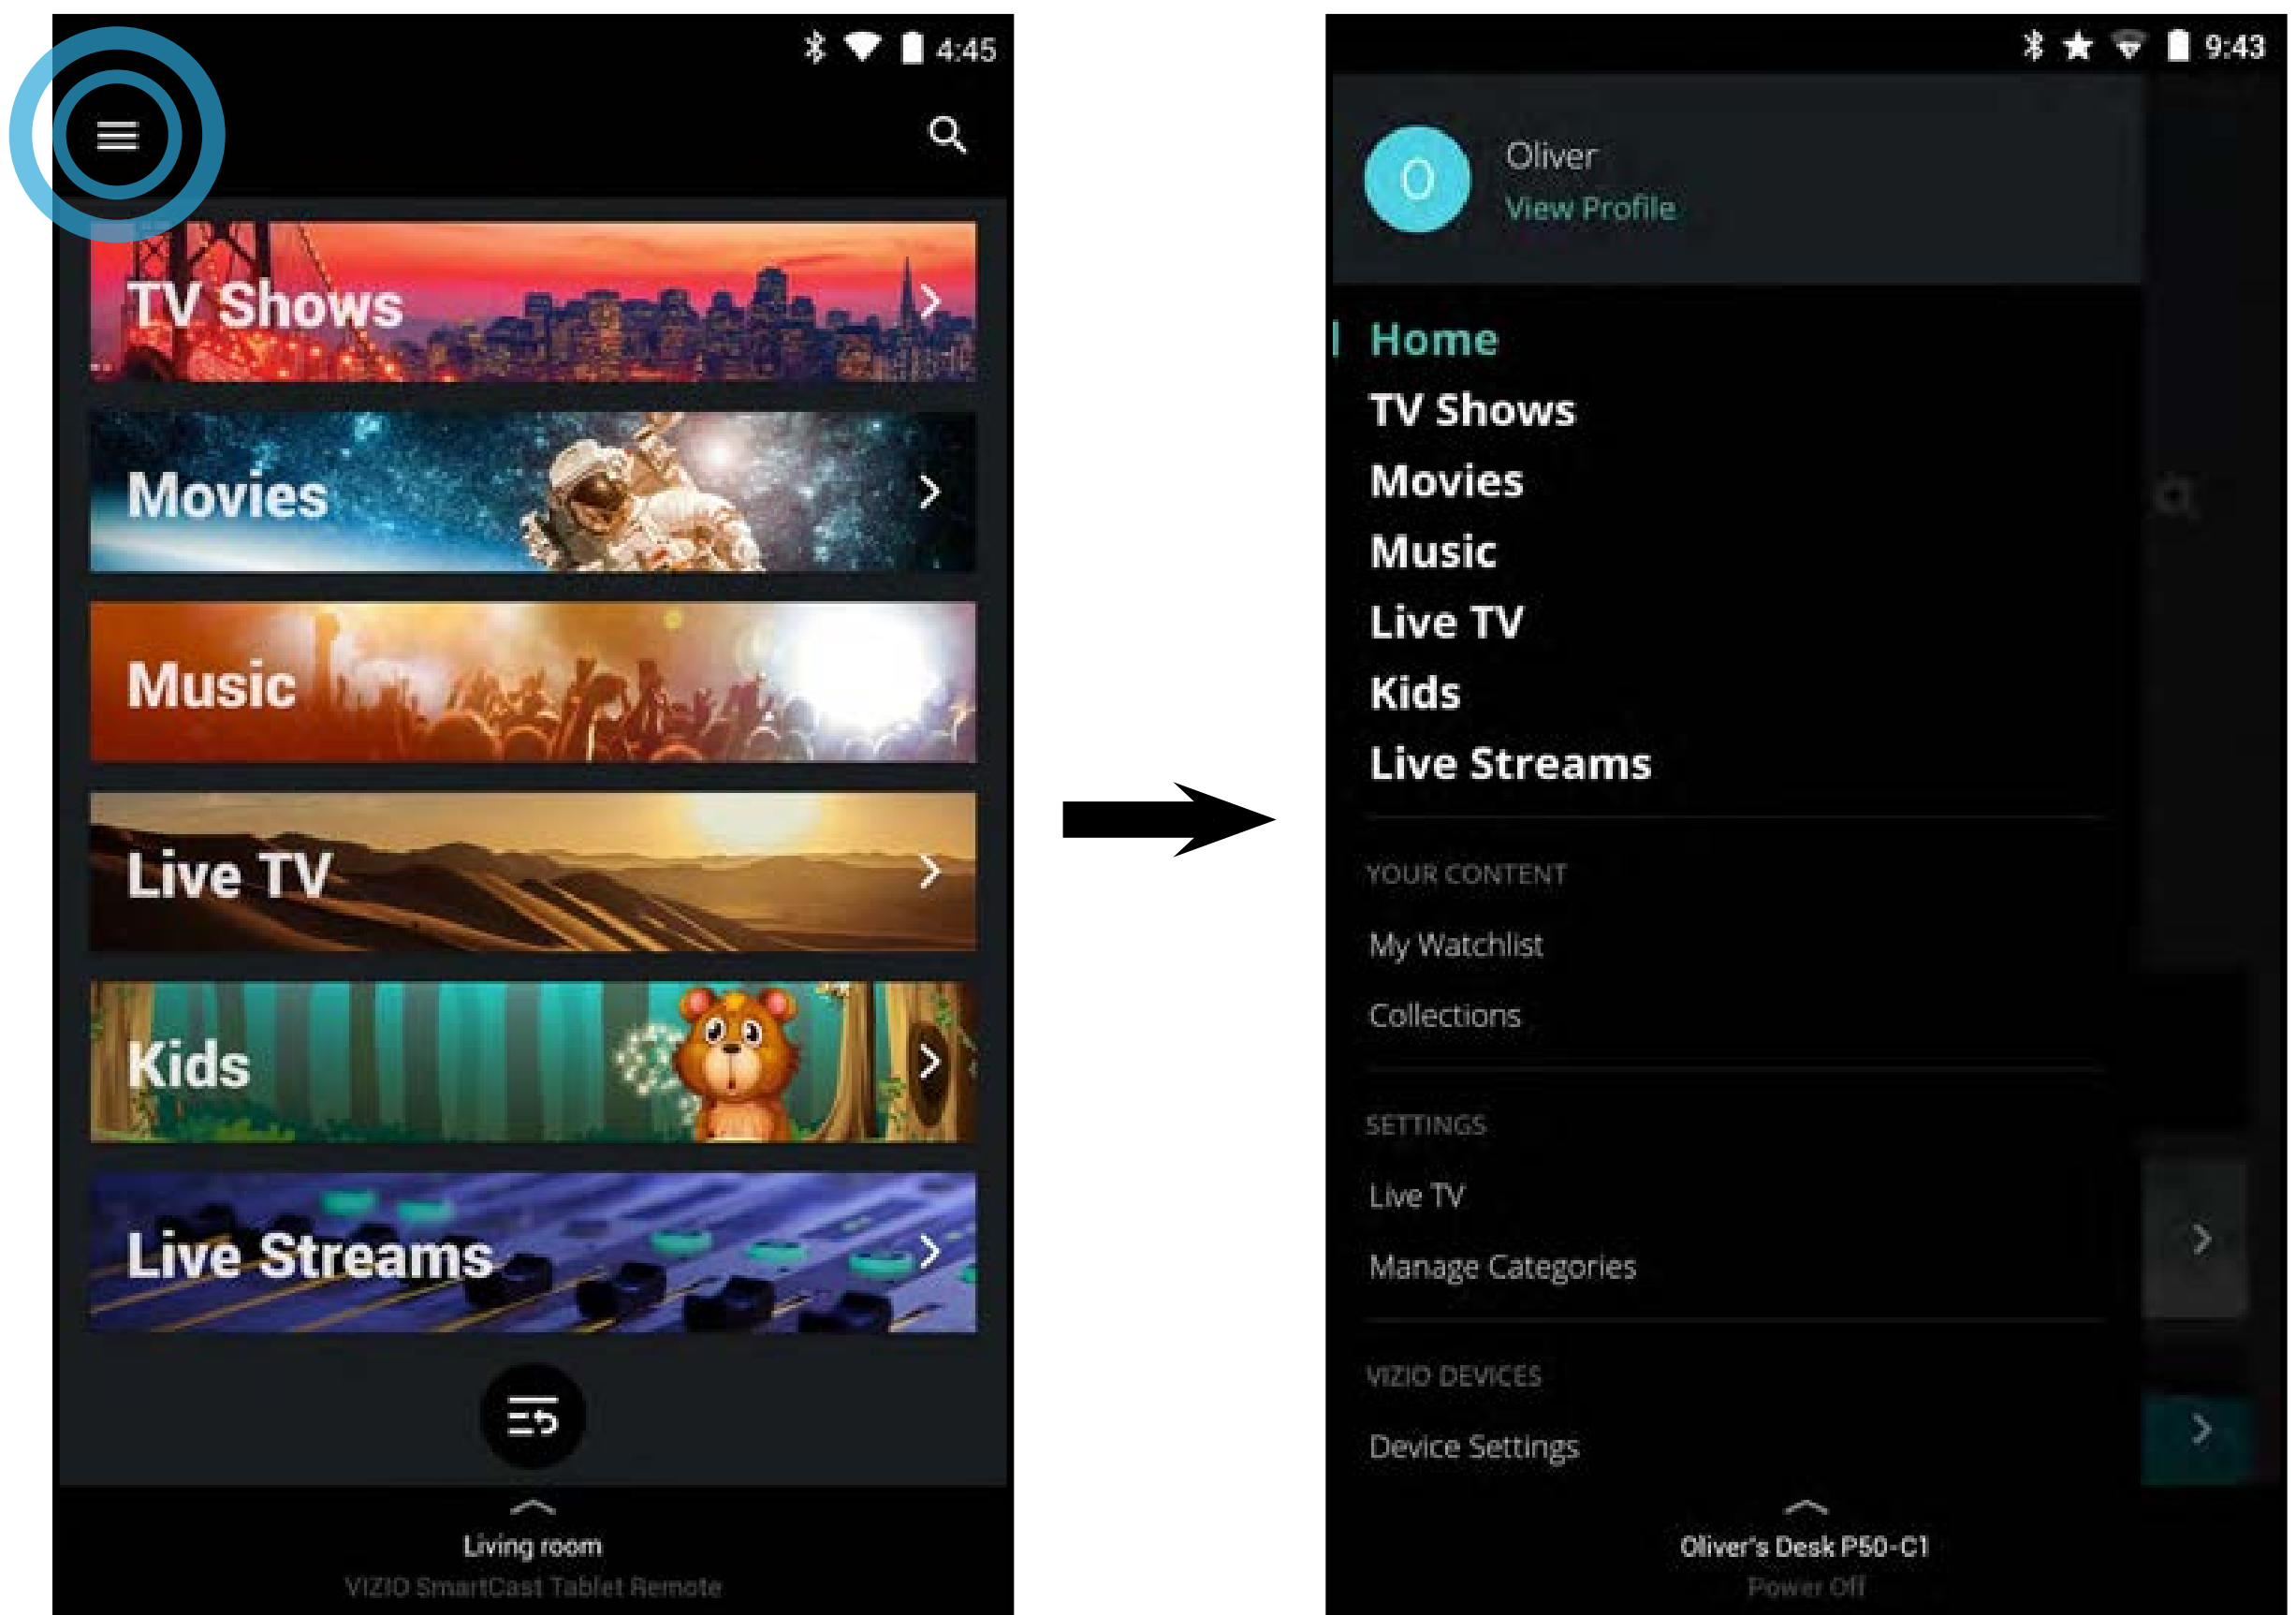 4:45
TV Shows
Movies
Music
Live TV
Kids
Live Streams
Living room
VIZIO SmartCast Tablet Remote
9:43
O
Oliver
View Profile
Home
TV Shows
Movies
Music
Live TV
Kids
Live Streams
YOUR CONTENT
My Watchlist
Collections
SETTINGS
Live TV
Manage Categories
VIZIO DEVICES
Device Settings
Oliver's Desk P50-C1
Power Off